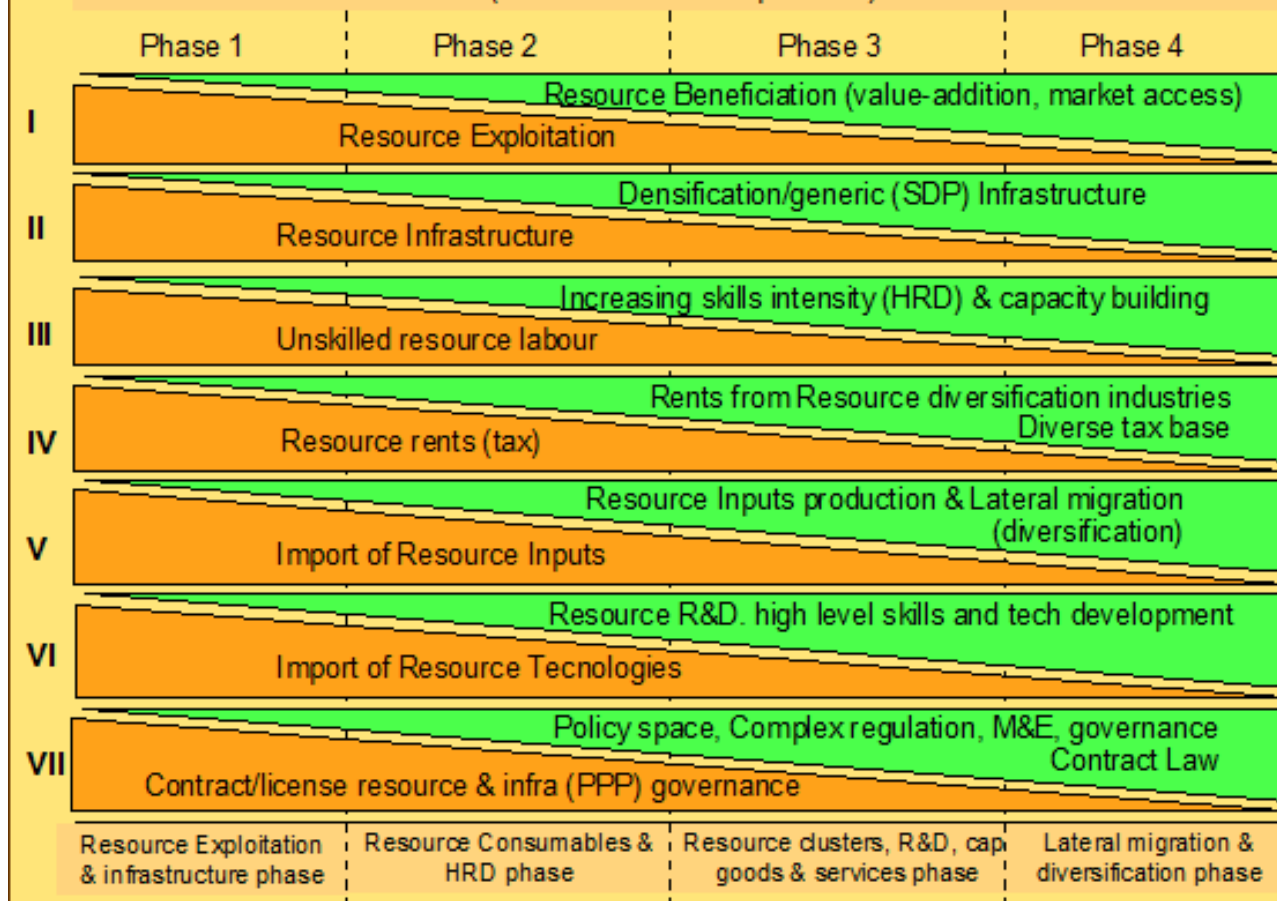 Phase 1 Phase 2 Phase 3 Phase 4
I
Resource Beneficiation (value-addition, market access)
Resource Exploitation
II
Densification/generic (SDP) Infrastructure
Resource Infrastructure
III
Increasing skills intensity (HRD) & capacity building
Unskilled resource labour
IV
Rents from Resource diversification industries
Diverse tax base
Resource rents (tax)
V
Resource Inputs production & Lateral migration
(diversification)
Import of Resource Inputs
VI
Resource R&D. high level skills and tech development
Import of Resource Tecnologies
VII
Policy space, Complex regulation, M&E, governance
Contract Law
Contract/license resource & infra (PPP) governance
Resource Exploitation
& infrastructure phase
Resource Consumables &
HRD phase
Resource clusters, R&D, cap
goods & services phase
Lateral migration &
diversification phase